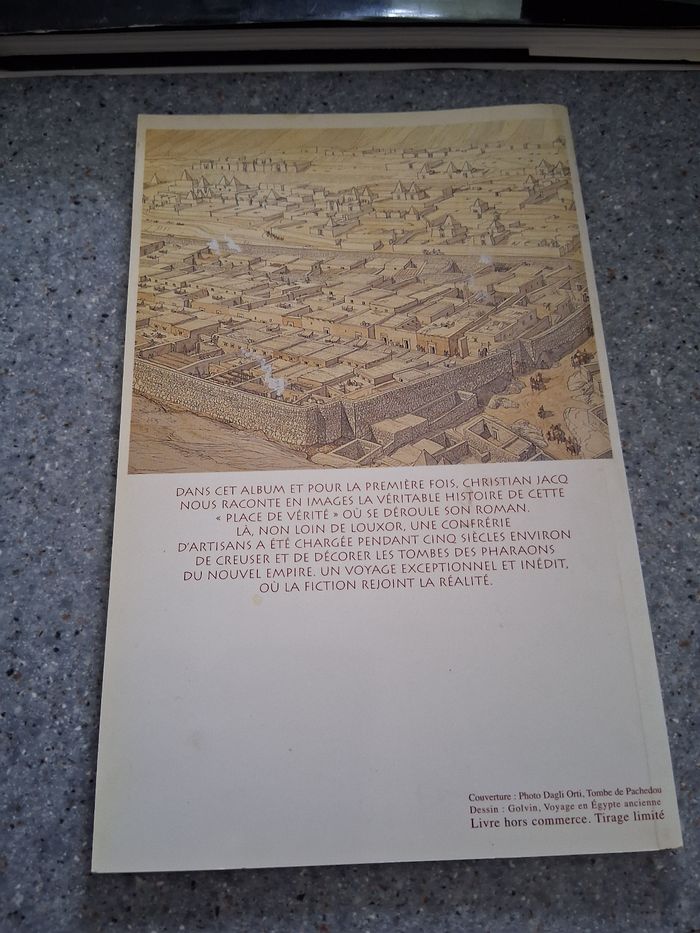 DANS CET ALBUM ET POUR LA PREMIÈRE FOIS, CHRISTIAN JACQ
NOUS RACONTE EN IMAGES LA VÉRITABLE HISTOIRE DE CETTE
« PLACE DE VÉRITÉ » OÙ SE DÉROULE SON ROMAN.
LÀ, NON LOIN DE LOUXOR, UNE CONFRÉRIE
D'ARTISANS A ÉTÉ CHARGÉE PENDANT CINQ SIÈCLES ENVIRON
DE CREUSER ET DE DÉCORER LES TOMBES DES PHARAONS
DU NOUVEL EMPIRE. UN VOYAGE EXCEPTIONNEL ET INÉDIT,
OÙ LA FICTION REJOINT LA RÉALITÉ.
Couverture : Photo Dagli Orti, Tombe de Pachedou
Dessin : Golvin, Voyage en Égypte ancienne
Livre hors commerce. Tirage limité